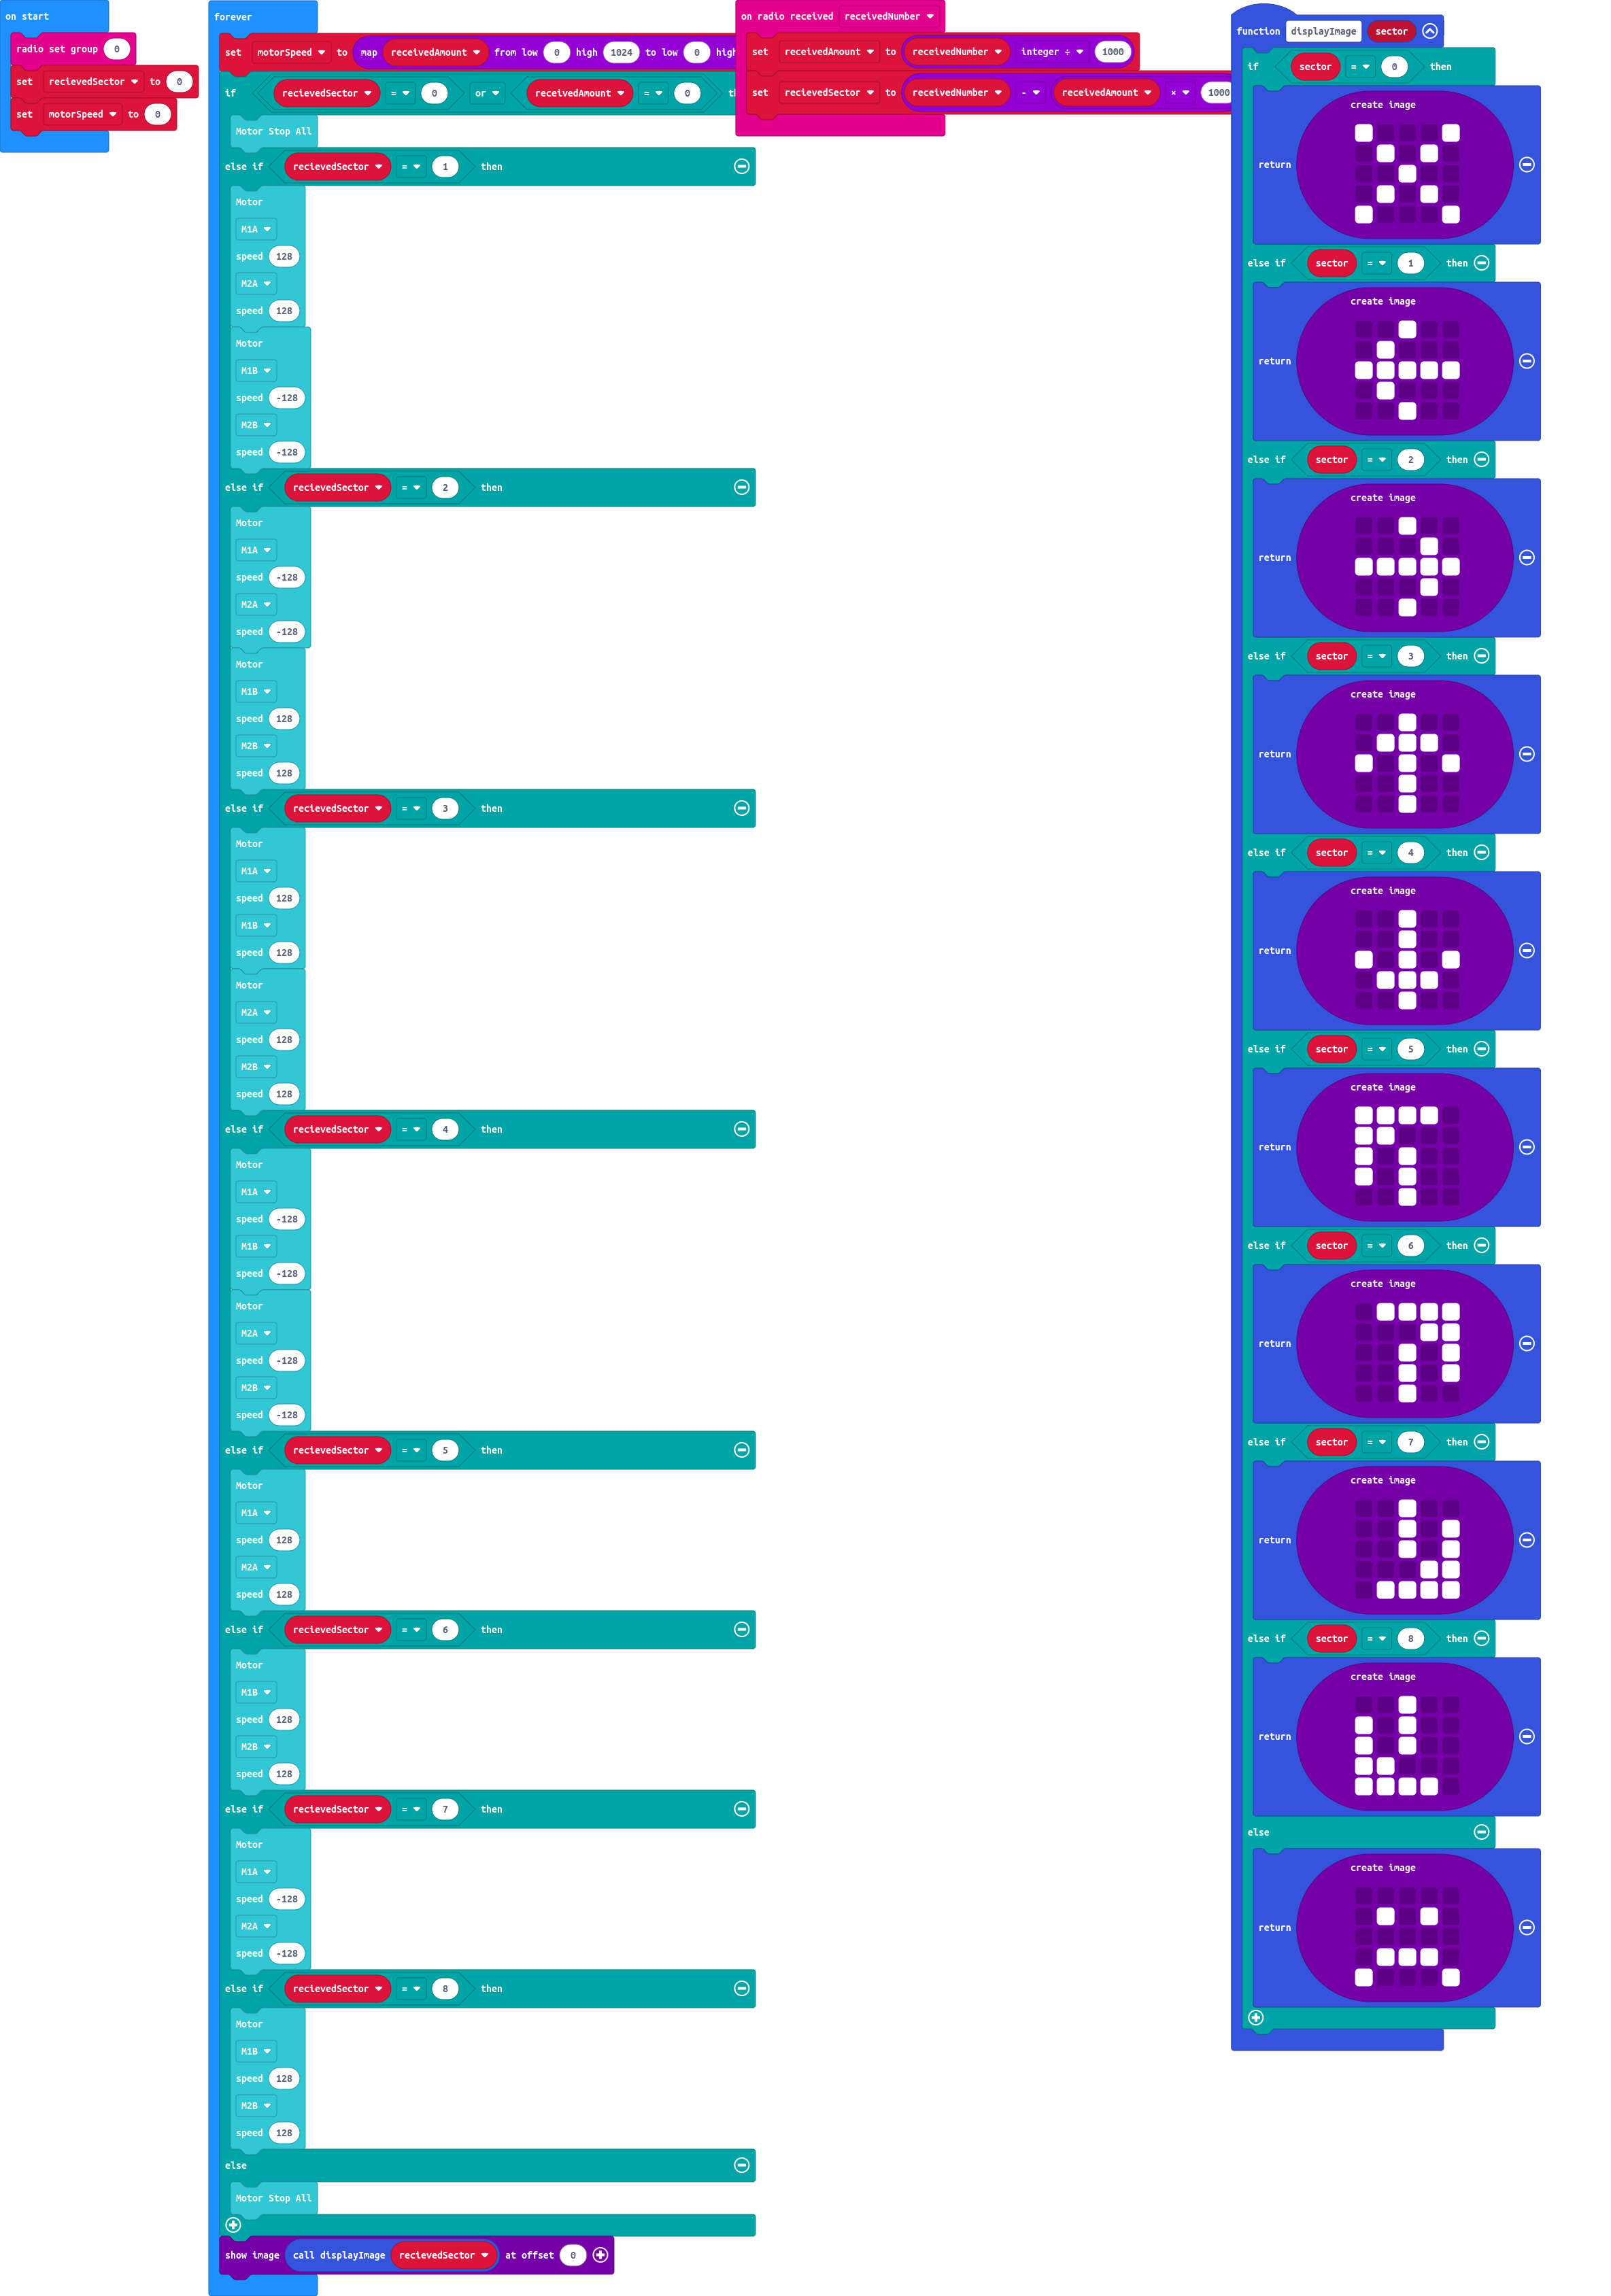 on start
radio set group 0
set recievedSector to 0
set motorSpeed to 0
forever
set motorSpeed to map receivedAmount from low 0 high 1024 to low 0 high
if recievedSector = 0 or receivedAmount = 0
Motor Stop All
else if recievedSector = 1 then
Motor
M1A
speed 128
M2A
speed 128
Motor
M1B
speed -128
M2B
speed -128
else if recievedSector = 2 then
Motor
M1A
speed -128
M2A
speed -128
Motor
M1B
speed 128
M2B
speed 128
else if recievedSector = 3 then
Motor
M1A
speed 128
M1B
speed 128
Motor
M2A
speed 128
M2B
speed 128
else if recievedSector = 4 then
Motor
M1A
speed -128
M1B
speed -128
Motor
M2A
speed -128
M2B
speed -128
else if recievedSector = 5 then
Motor
M1A
speed 128
M2A
speed 128
else if recievedSector = 6 then
Motor
M1B
speed 128
M2B
speed 128
else if recievedSector = 7 then
Motor
M1A
speed -128
M2A
speed -128
else if recievedSector = 8 then
Motor
M1B
speed 128
M2B
speed 128
else
Motor Stop All
show image call displayImage recievedSector at offset 0
on radio received receivedNumber
set receivedAmount to receivedNumber integer ÷ 1000
set recievedSector to receivedNumber - receivedAmount × 1000
function displayImage sector
if sector = 0 then
create image
return
else if sector = 1 then
create image
return
else if sector = 2 then
create image
return
else if sector = 3 then
create image
return
else if sector = 4 then
create image
return
else if sector = 5 then
create image
return
else if sector = 6 then
create image
return
else if sector = 7 then
create image
return
else if sector = 8 then
create image
return
else
create image
return